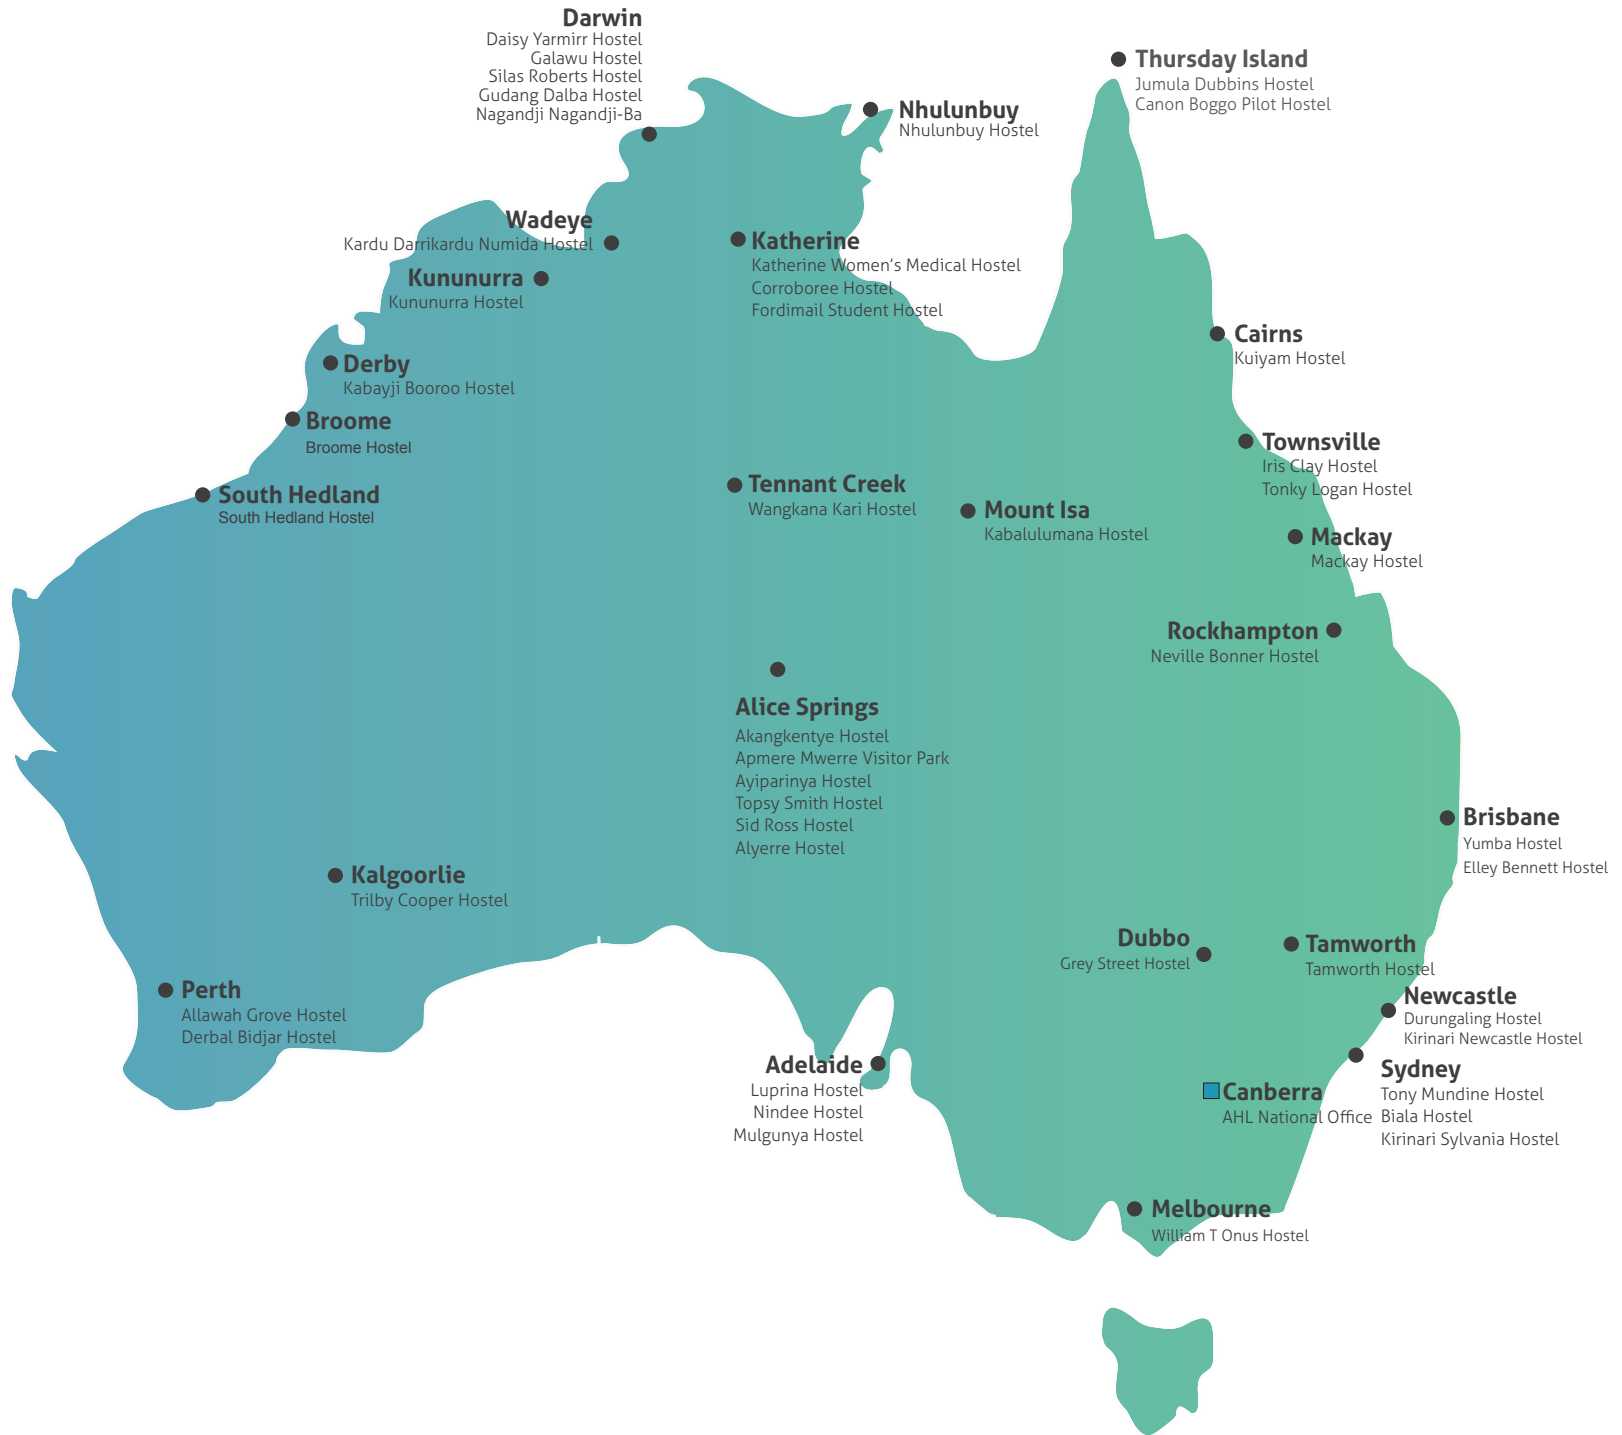 Darwin
Daisy Yarmirr Hostel
Galawu Hostel
Silas Roberts Hostel
Gudang Dalba Hostel
Nagandji Nagandji-Ba
Thursday Island
Jumula Dubbins Hostel
Canon Boggo Pilot Hostel
Nhulunbuy
Nhulunbuy Hostel
Wadeye
Kardu Darrikardu Numida Hostel
Katherine
Katherine Women’s Medical Hostel
Corroboree Hostel
Fordimail Student Hostel
Kununurra
Kununurra Hostel
Cairns
Kuiyam Hostel
Derby
Kabayji Booroo Hostel
Broome
Broome Hostel
Townsville
Iris Clay Hostel
Tonky Logan Hostel
South Hedland
South Hedland Hostel
Tennant Creek
Wangkana Kari Hostel
Mount Isa
Kabalulumana Hostel
Mackay
Mackay Hostel
Rockhampton
Neville Bonner Hostel
Alice Springs
Akangkentye Hostel
Apmere Mwerre Visitor Park
Ayiparinya Hostel
Topsy Smith Hostel
Sid Ross Hostel
Alyerre Hostel
Brisbane
Yumba Hostel
Elley Bennett Hostel
Kalgoorlie
Trilby Cooper Hostel
Dubbo
Grey Street Hostel
Tamworth
Tamworth Hostel
Perth
Allawah Grove Hostel
Derbal Bidjar Hostel
Newcastle
Durungaling Hostel
Kirinari Newcastle Hostel
Adelaide
Luprina Hostel
Nindee Hostel
Mulgunya Hostel
Sydney
Tony Mundine Hostel
Biala Hostel
Kirinari Sylvania Hostel
Canberra
AHL National Office
Melbourne
William T Onus Hostel